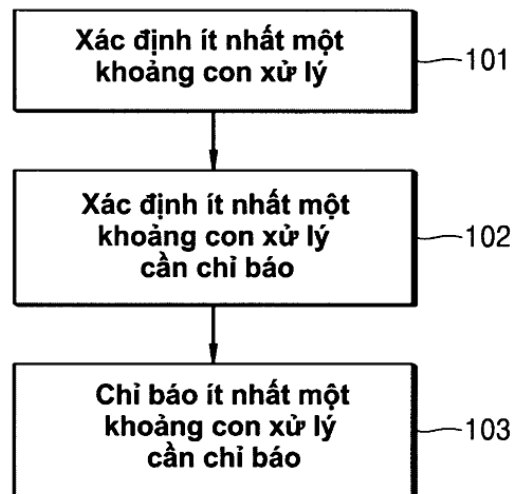 Xác định ít nhất một
khoảng con xử lý
101
Xác định ít nhất một
khoảng con xử lý
cần chỉ báo
102
Chỉ báo ít nhất một
khoảng con xử lý
cần chỉ báo
103